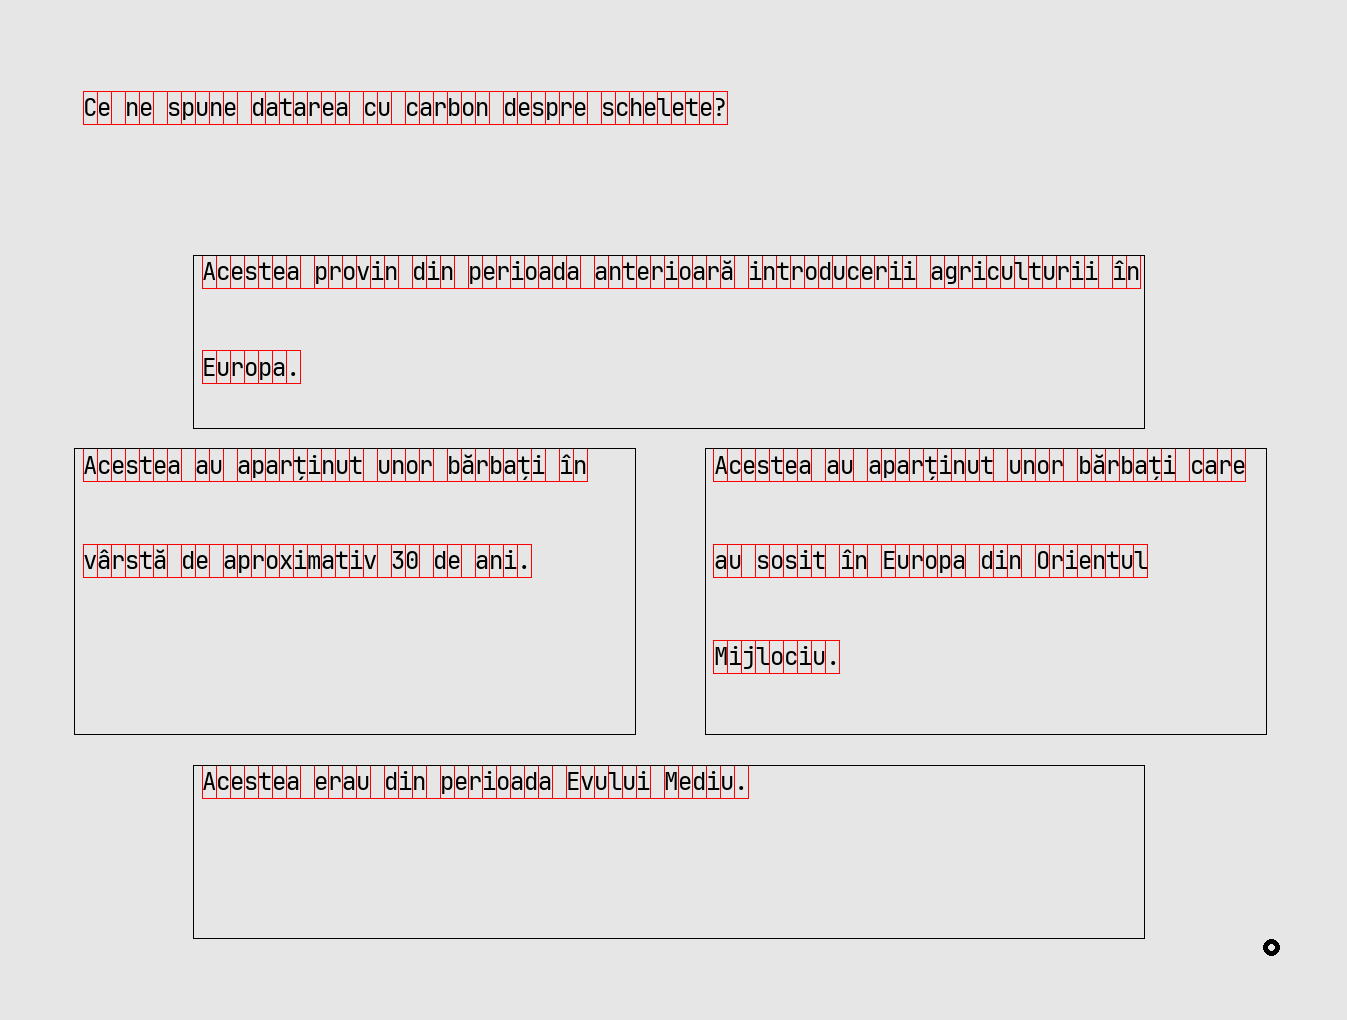 Ce ne spune datarea cu carbon despre schelete?
Acestea provin din perioada anterioară introducerii agriculturii în
Europa.
Acestea au aparținut unor bărbați în
vârstă de aproximativ 30 de ani.
Acestea au aparținut unor bărbați care
au sosit în Europa din Orientul
Mijlociu.
Acestea erau din perioada Evului Mediu.